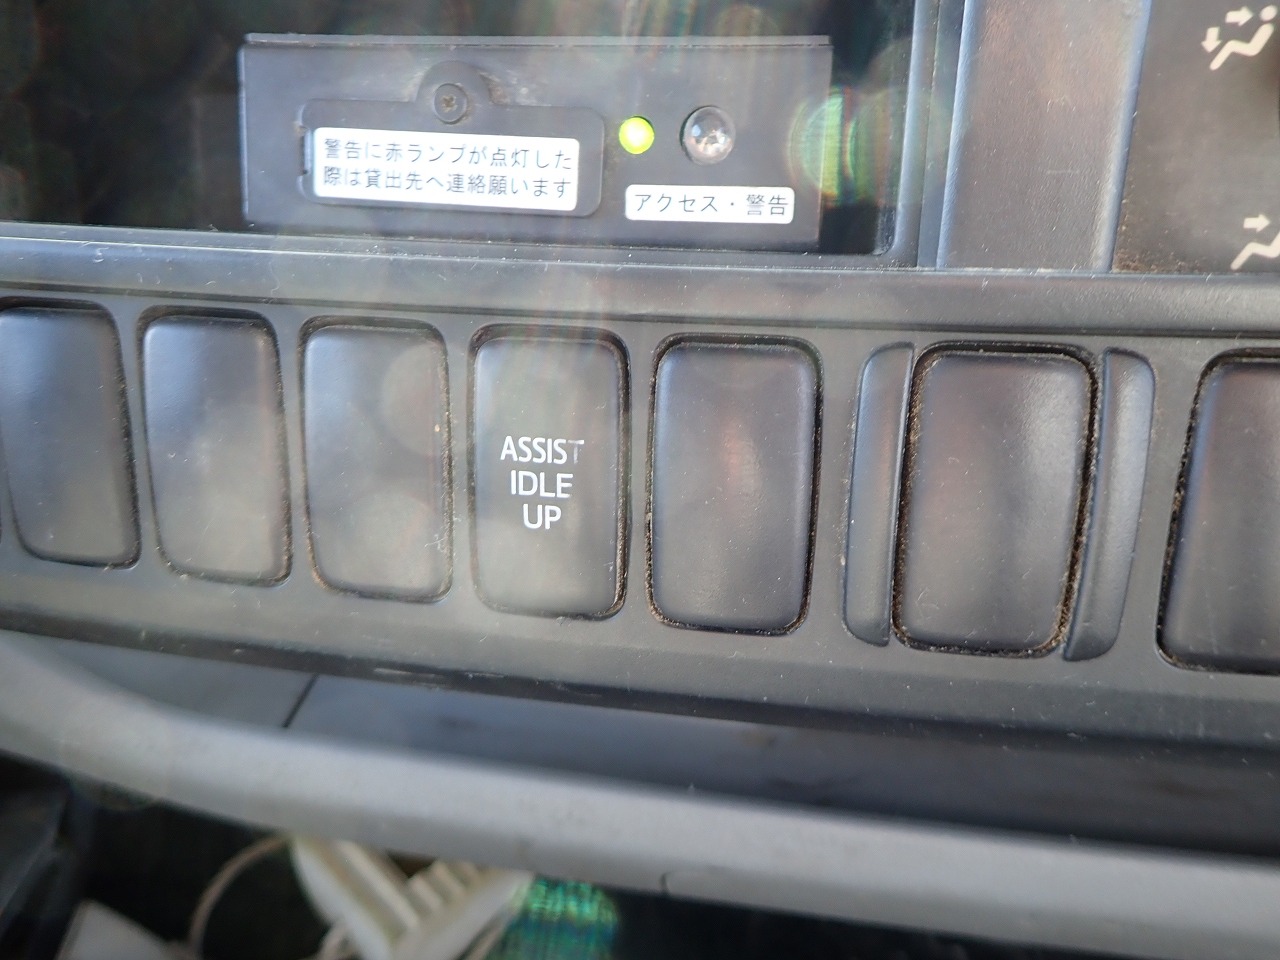 警告に赤ランプが点灯した
際は貸出先へ連絡願います
アクセス・警告
ASSIST
IDLE
UP